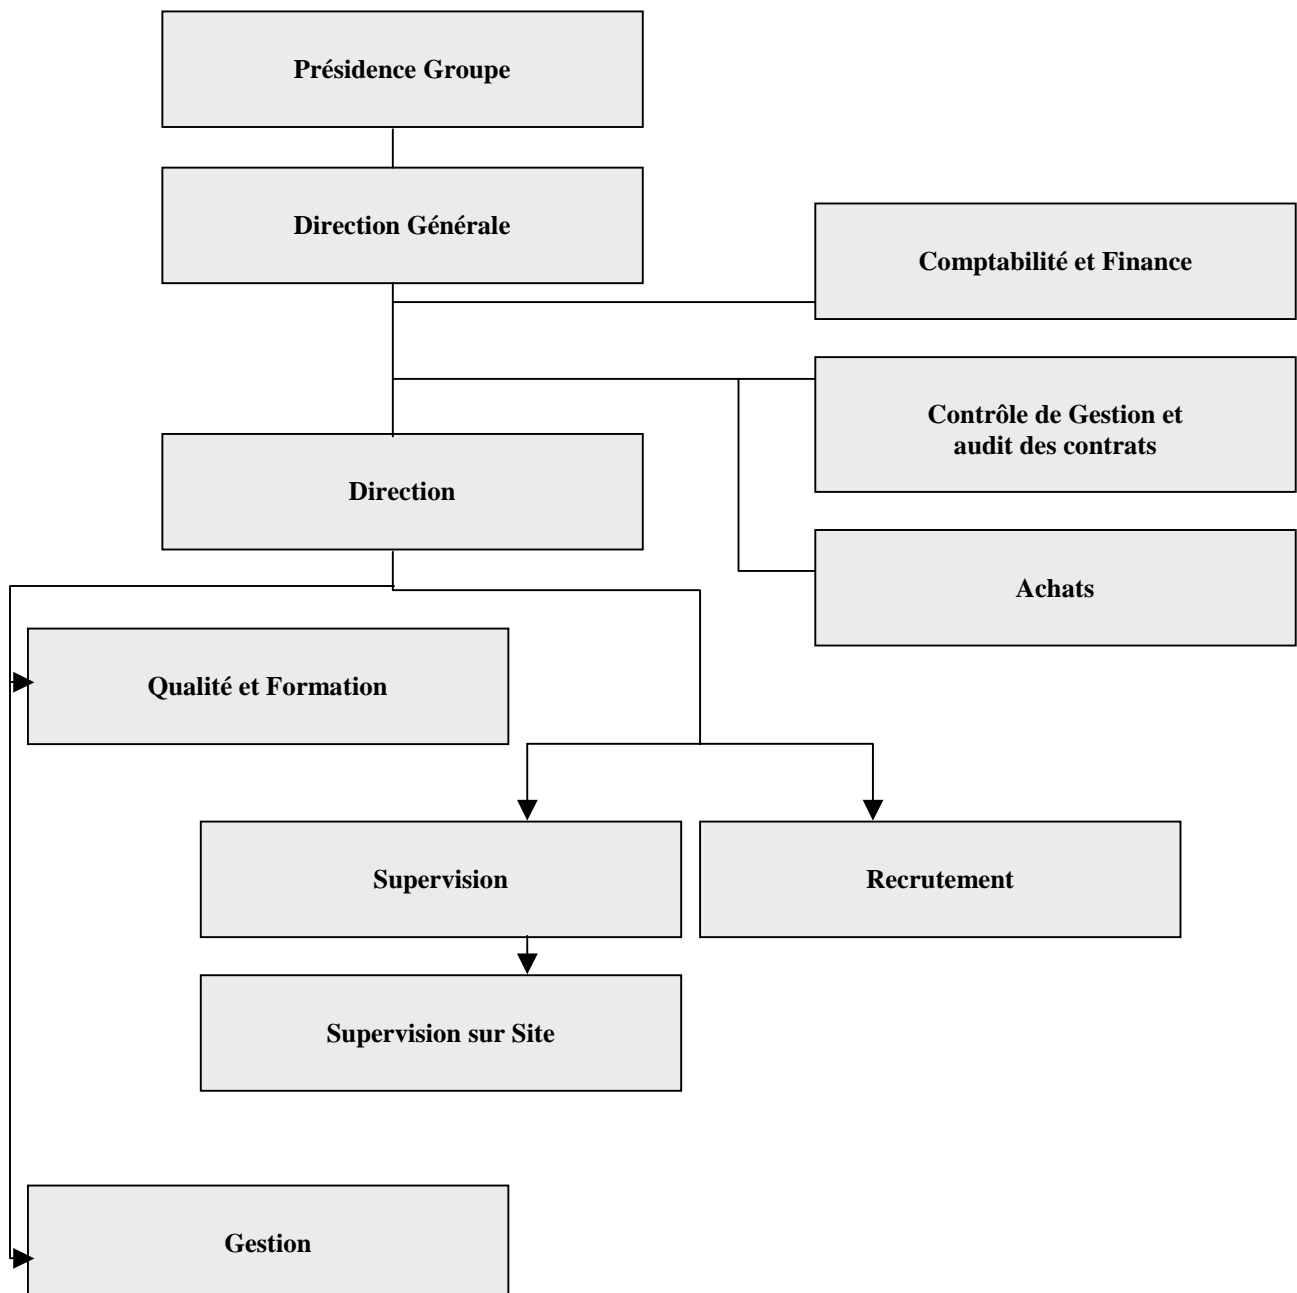 Présidence Groupe
Direction Générale
Comptabilité et Finance
Contrôle de Gestion et
audit des contrats
Direction
Achats
Qualité et Formation
Supervision
Recrutement
Supervision sur Site
Gestion